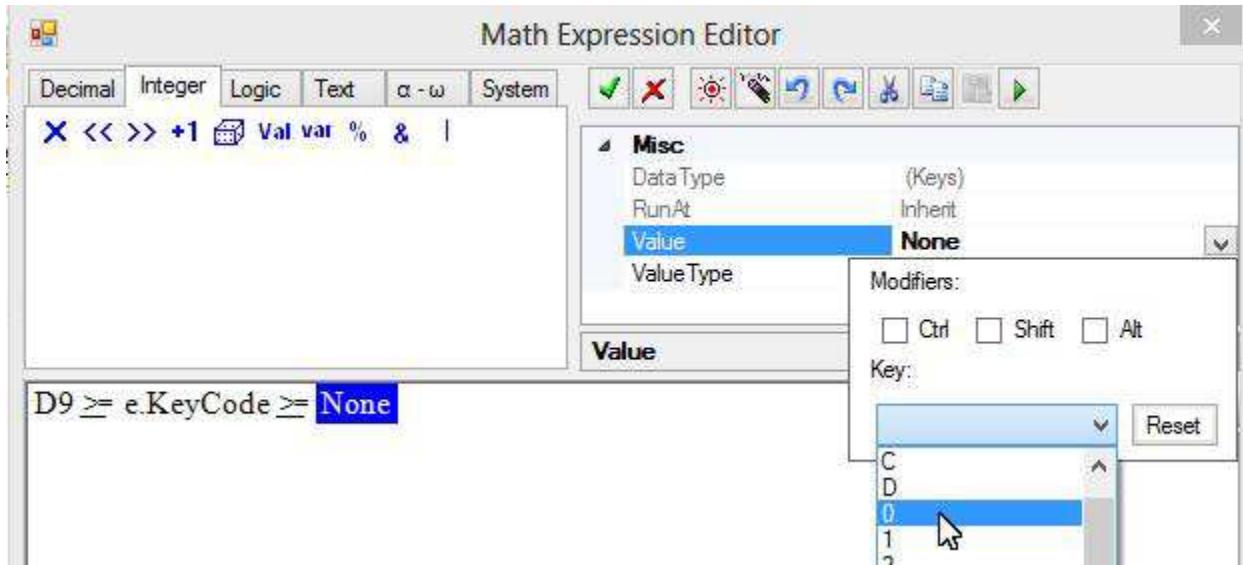 Math Expression Editor
Decimal Integer Logic Text α - ω System
X << >> +1 Val var % & |
Misc
DataType (Keys)
RunAt Inherit
Value None
ValueType
Modifiers:
Ctrl Shift Alt
Value
Key:
D9 >= e.KeyCode >= None
Reset
C
D
0
1
2